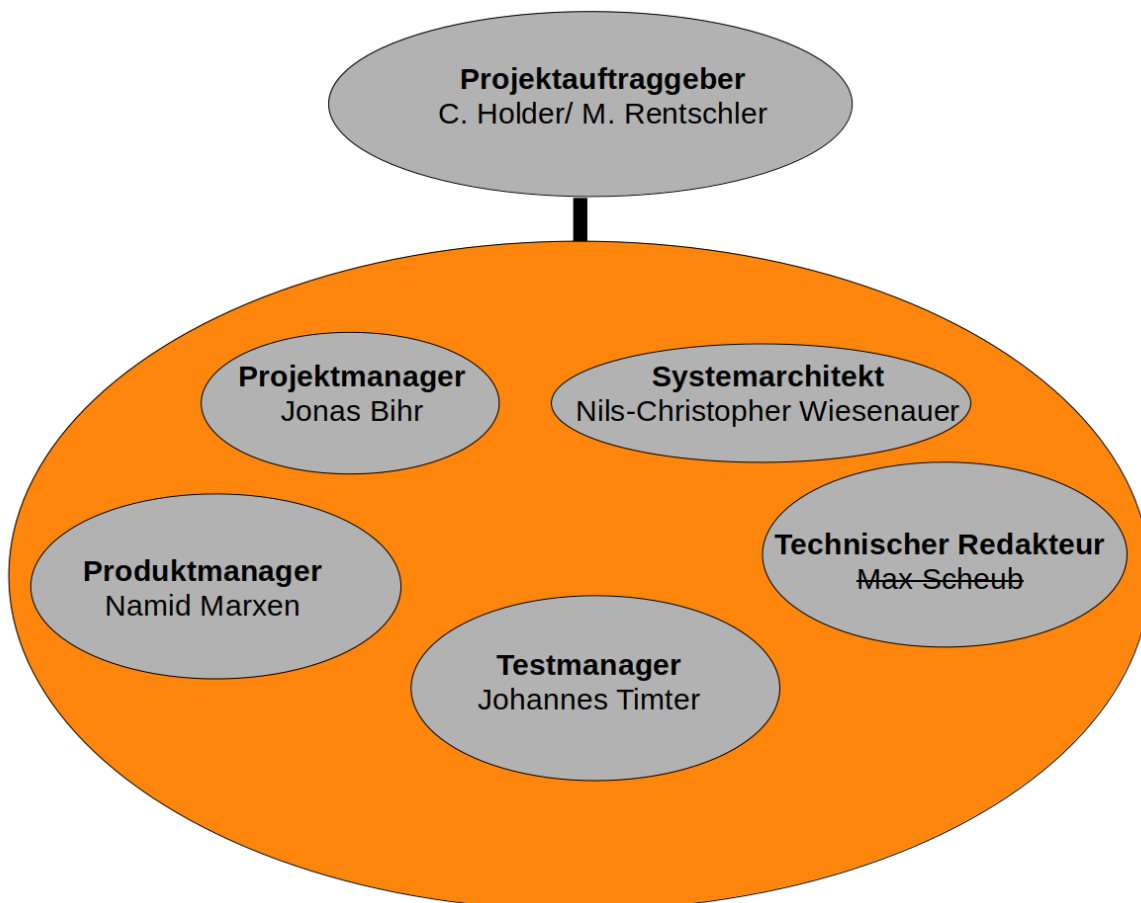 Projektauftraggeber
C. Holder/ M. Rentschler
Projektmanager
Jonas Bihr
Systemarchitekt
Nils-Christopher Wiesenauer
Technischer Redakteur
Max Scheub
Produktmanager
Namid Marxen
Testmanager
Johannes Timter